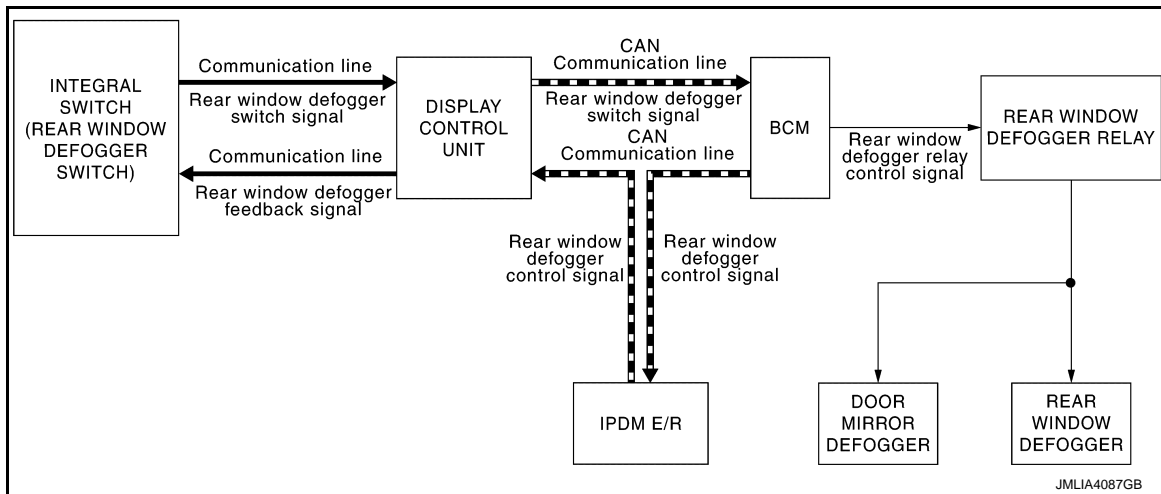 INTEGRAL
SWITCH
(REAR WINDOW
DEFOGGER
SWITCH)
Communication line
Rear window defogger
switch signal
Communication line
Rear window defogger
feedback signal
DISPLAY
CONTROL
UNIT
CAN
Communication line
Rear window defogger
switch signal
CAN
Communication line
BCM
Rear window
defogger relay
control signal
REAR WINDOW
DEFOGGER RELAY
Rear window
defogger
control signal
Rear window
defogger
control signal
IPDM E/R
DOOR
MIRROR
DEFOGGER
REAR
WINDOW
DEFOGGER
JMLIA4087GB